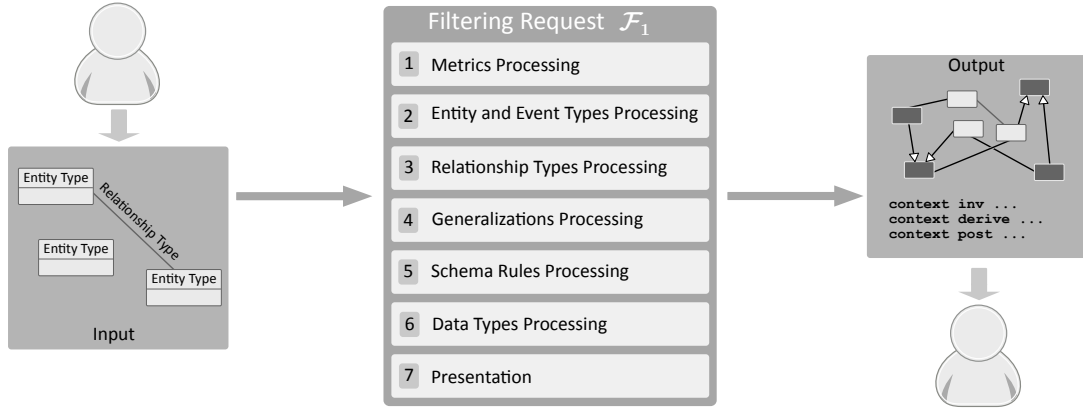 Entity Type
Relationship Type
Entity Type
Entity Type
Input
Filtering Request ℱ₁
1 Metrics Processing
2 Entity and Event Types Processing
3 Relationship Types Processing
4 Generalizations Processing
5 Schema Rules Processing
6 Data Types Processing
7 Presentation
Output
context inv ...
context derive ...
context post ...